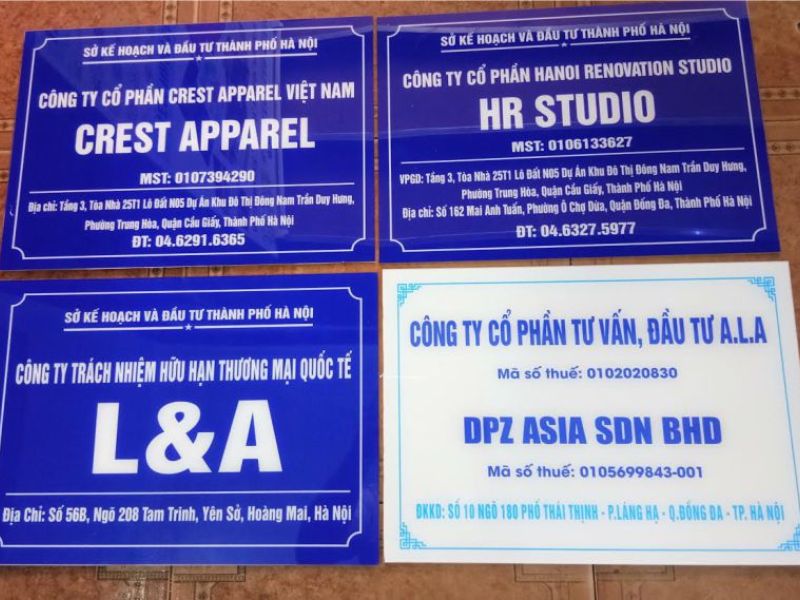 SỞ KẾ HOẠCH VÀ ĐẦU TƯ THÀNH PHỐ HÀ NỘI
CÔNG TY CỔ PHẦN CREST APPAREL VIỆT NAM
CREST APPAREL
MST: 0107394290
Địa chỉ: Tầng 3, Tòa Nhà 25T1 Lô Đất N05 Dự Án Khu Đô Thị Đông Nam Trần Duy Hưng,
Phường Trung Hòa, Quận Cầu Giấy, Thành Phố Hà Nội
ĐT: 04.6291.6365
SỞ KẾ HOẠCH VÀ ĐẦU TƯ THÀNH PHỐ HÀ NỘI
CÔNG TY CỔ PHẦN HANOI RENOVATION STUDIO
HR STUDIO
MST: 0106133627
VPGD: Tầng 3, Tòa Nhà 25T1 Lô Đất N05 Dự Án Khu Đô Thị Đông Nam Trần Duy Hưng,
Phường Trung Hòa, Quận Cầu Giấy, Thành Phố Hà Nội
Địa chỉ: Số 162 Mai Anh Tuấn, Phường Ô Chợ Dừa, Quận Đống Đa, Thành Phố Hà Nội
ĐT: 04.6327.5977
SỞ KẾ HOẠCH VÀ ĐẦU TƯ THÀNH PHỐ HÀ NỘI
CÔNG TY TRÁCH NHIỆM HỮU HẠN THƯƠNG MẠI QUỐC TẾ
L&A
Địa Chỉ: Số 56B, Ngõ 208 Tam Trinh, Yên Sở, Hoàng Mai, Hà Nội
CÔNG TY CỔ PHẦN TƯ VẤN, ĐẦU TƯ A.L.A
Mã số thuế: 0102020830
DPZ ASIA SDN BHD
Mã số thuế: 0105699843-001
ĐKKD: SỐ 10 NGÕ 180 PHỐ THÁI THỊNH - P.LÁNG HẠ - Q.ĐỐNG ĐA - TP. HÀ NỘI